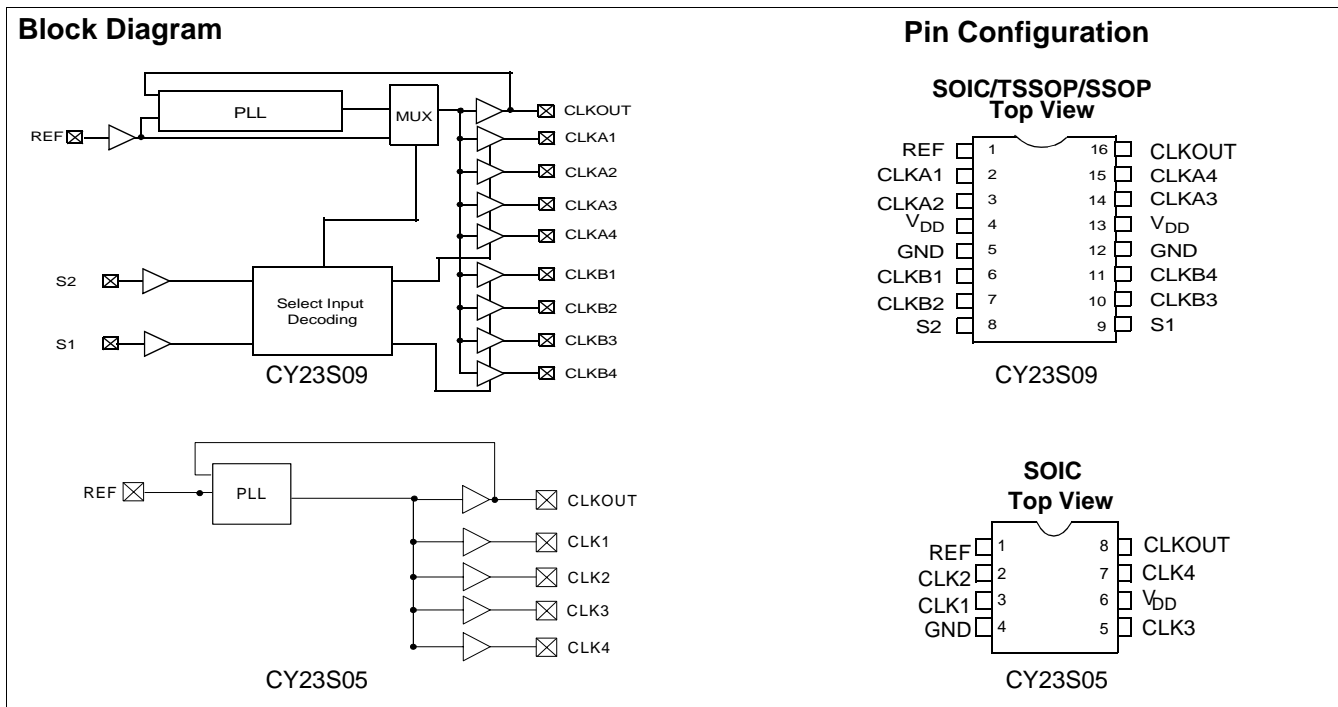 Block Diagram
PLL
MUX
REF
CLKOUT
CLKA1
CLKA2
CLKA3
CLKA4
S2
CLKB1
Select Input
Decoding
CLKB2
S1
CLKB3
CLKB4
CY23S09
REF
PLL
CLKOUT
CLK1
CLK2
CLK3
CLK4
CY23S05
Pin Configuration
SOIC/TSSOP/SSOP
Top View
REF 1 16 CLKOUT
CLKA1 2 15 CLKA4
CLKA2 3 14 CLKA3
VDD 4 13 VDD
GND 5 12 GND
CLKB1 6 11 CLKB4
CLKB2 7 10 CLKB3
S2 8 9 S1
CY23S09
SOIC
Top View
REF 1 8 CLKOUT
CLK2 2 7 CLK4
CLK1 3 6 VDD
GND 4 5 CLK3
CY23S05